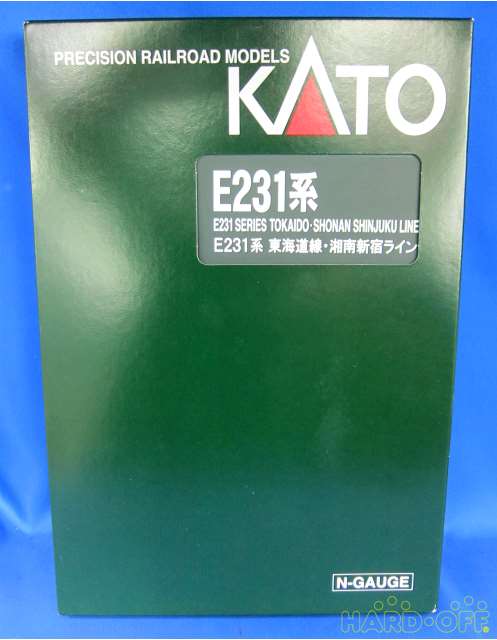 PRECISION RAILROAD MODELS
KATO
E231系
E231 SERIES TOKAIDO·SHONAN SHINJUKU LINE
E231系 東海道線・湘南新宿ライン
N-GAUGE
HARD·OFF